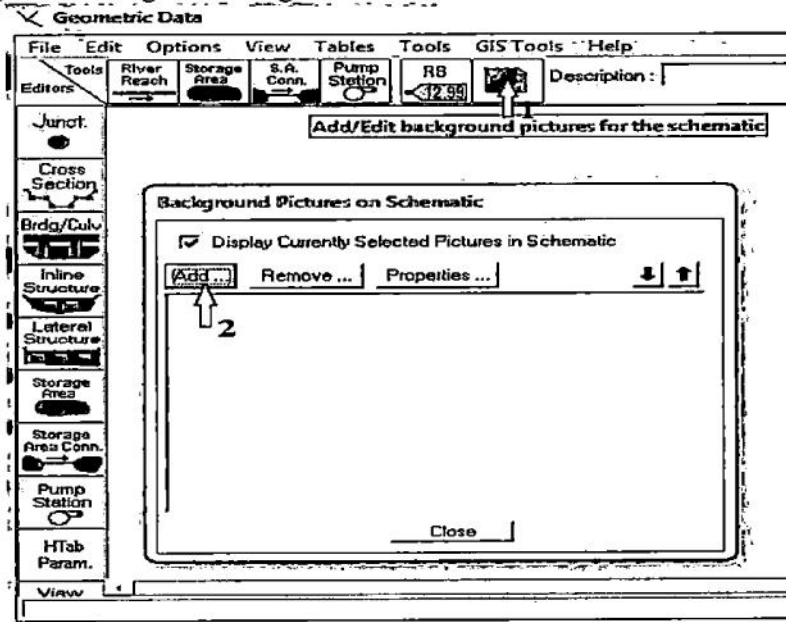 Geometric Data
File Edit Options View Tables Tools GIS Tools Help
Tools
Editors
River Reach
Storage Area
S.A. Conn.
Pump Station
RS
12.99
Description :
1
Add/Edit background pictures for the schematic
Junct.
Cross Section
Brdg/Culv
Inline Structure
Lateral Structure
Storage Area
Storage Area Conn.
Pump Station
HTab Param.
View
Background Pictures on Schematic
Display Currently Selected Pictures in Schematic
Add ... Remove ... Properties ...
2
Close